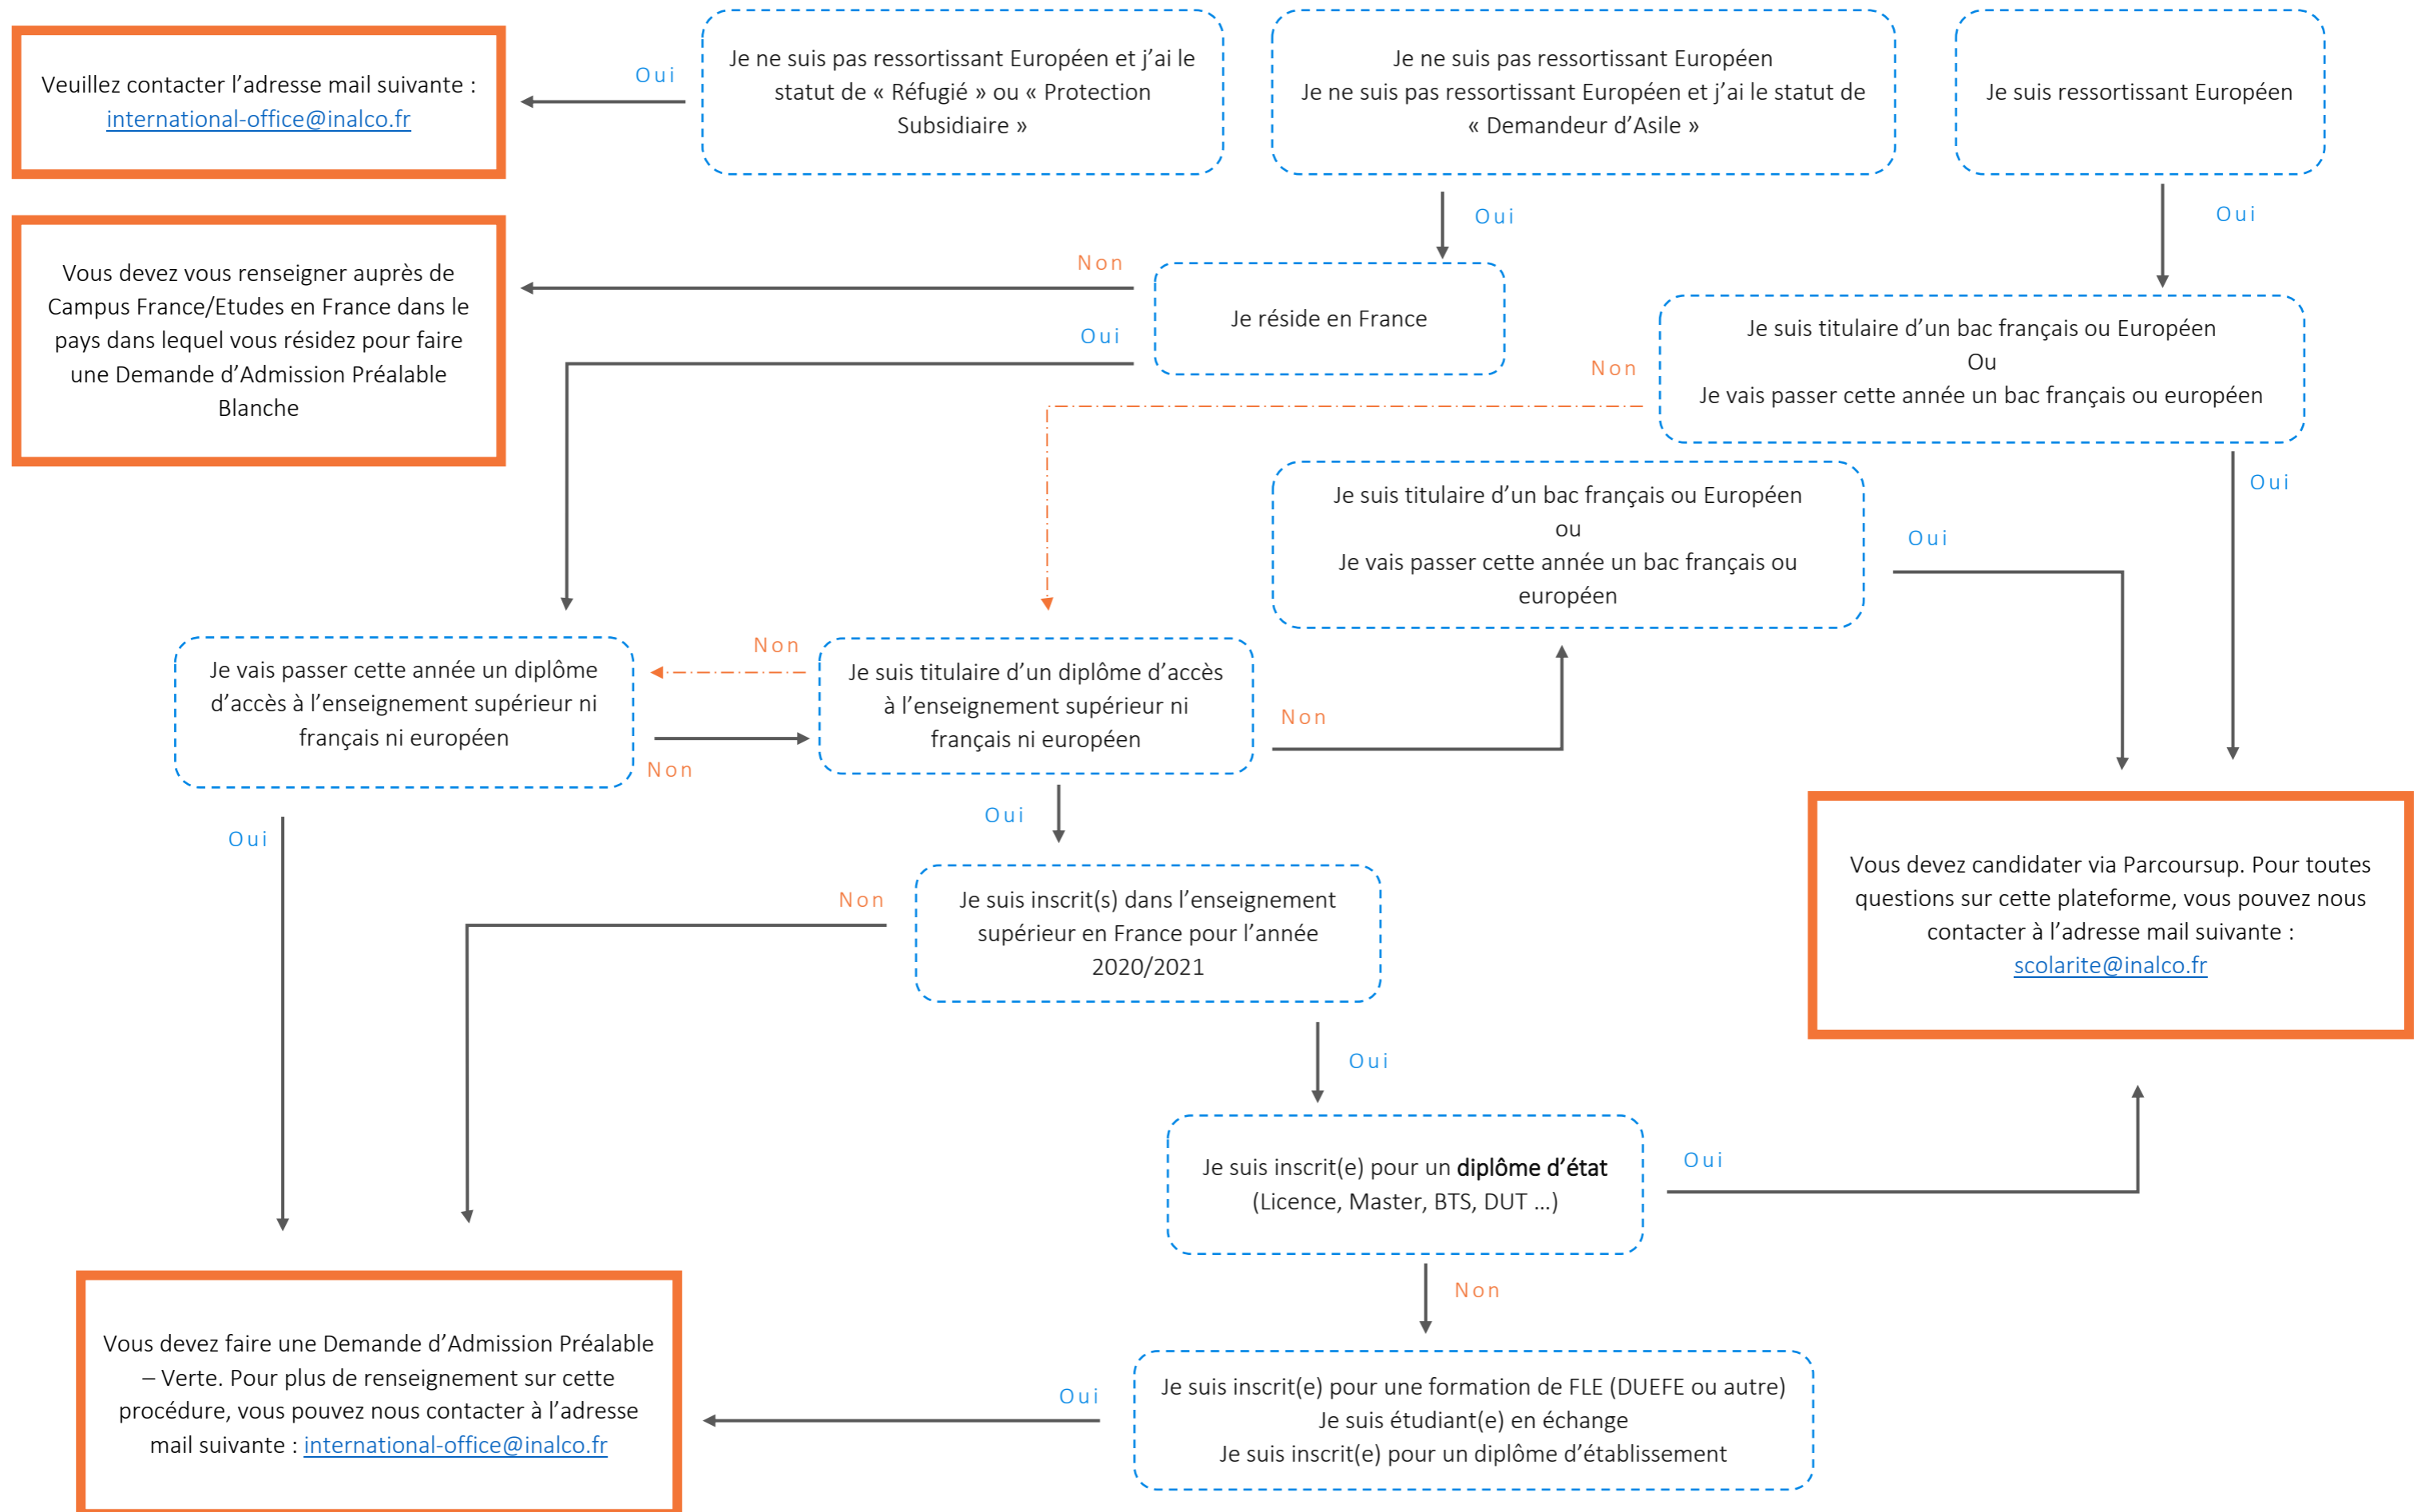 Veuillez contacter l’adresse mail suivante :
international-office@inalco.fr
Oui
Je ne suis pas ressortissant Européen et j’ai le
statut de « Réfugié » ou « Protection
Subsidiaire »
Je ne suis pas ressortissant Européen
Je ne suis pas ressortissant Européen et j’ai le statut de
« Demandeur d’Asile »
Je suis ressortissant Européen
Oui
Oui
Vous devez vous renseigner auprès de
Campus France/Etudes en France dans le
pays dans lequel vous résidez pour faire
une Demande d’Admission Préalable
Blanche
Non
Oui
Je réside en France
Non
Je suis titulaire d’un bac français ou Européen
Ou
Je vais passer cette année un bac français ou européen
Oui
Je suis titulaire d’un bac français ou Européen
ou
Je vais passer cette année un bac français ou
européen
Oui
Je vais passer cette année un diplôme
d’accès à l’enseignement supérieur ni
français ni européen
Non
Non
Je suis titulaire d’un diplôme d’accès
à l’enseignement supérieur ni
français ni européen
Non
Oui
Oui
Je suis inscrit(s) dans l’enseignement
supérieur en France pour l’année
2020/2021
Non
Vous devez candidater via Parcoursup. Pour toutes
questions sur cette plateforme, vous pouvez nous
contacter à l’adresse mail suivante :
scolarite@inalco.fr
Oui
Je suis inscrit(e) pour un diplôme d’état
(Licence, Master, BTS, DUT …)
Oui
Non
Vous devez faire une Demande d’Admission Préalable
– Verte. Pour plus de renseignement sur cette
procédure, vous pouvez nous contacter à l’adresse
mail suivante : international-office@inalco.fr
Oui
Je suis inscrit(e) pour une formation de FLE (DUEFE ou autre)
Je suis étudiant(e) en échange
Je suis inscrit(e) pour un diplôme d’établissement